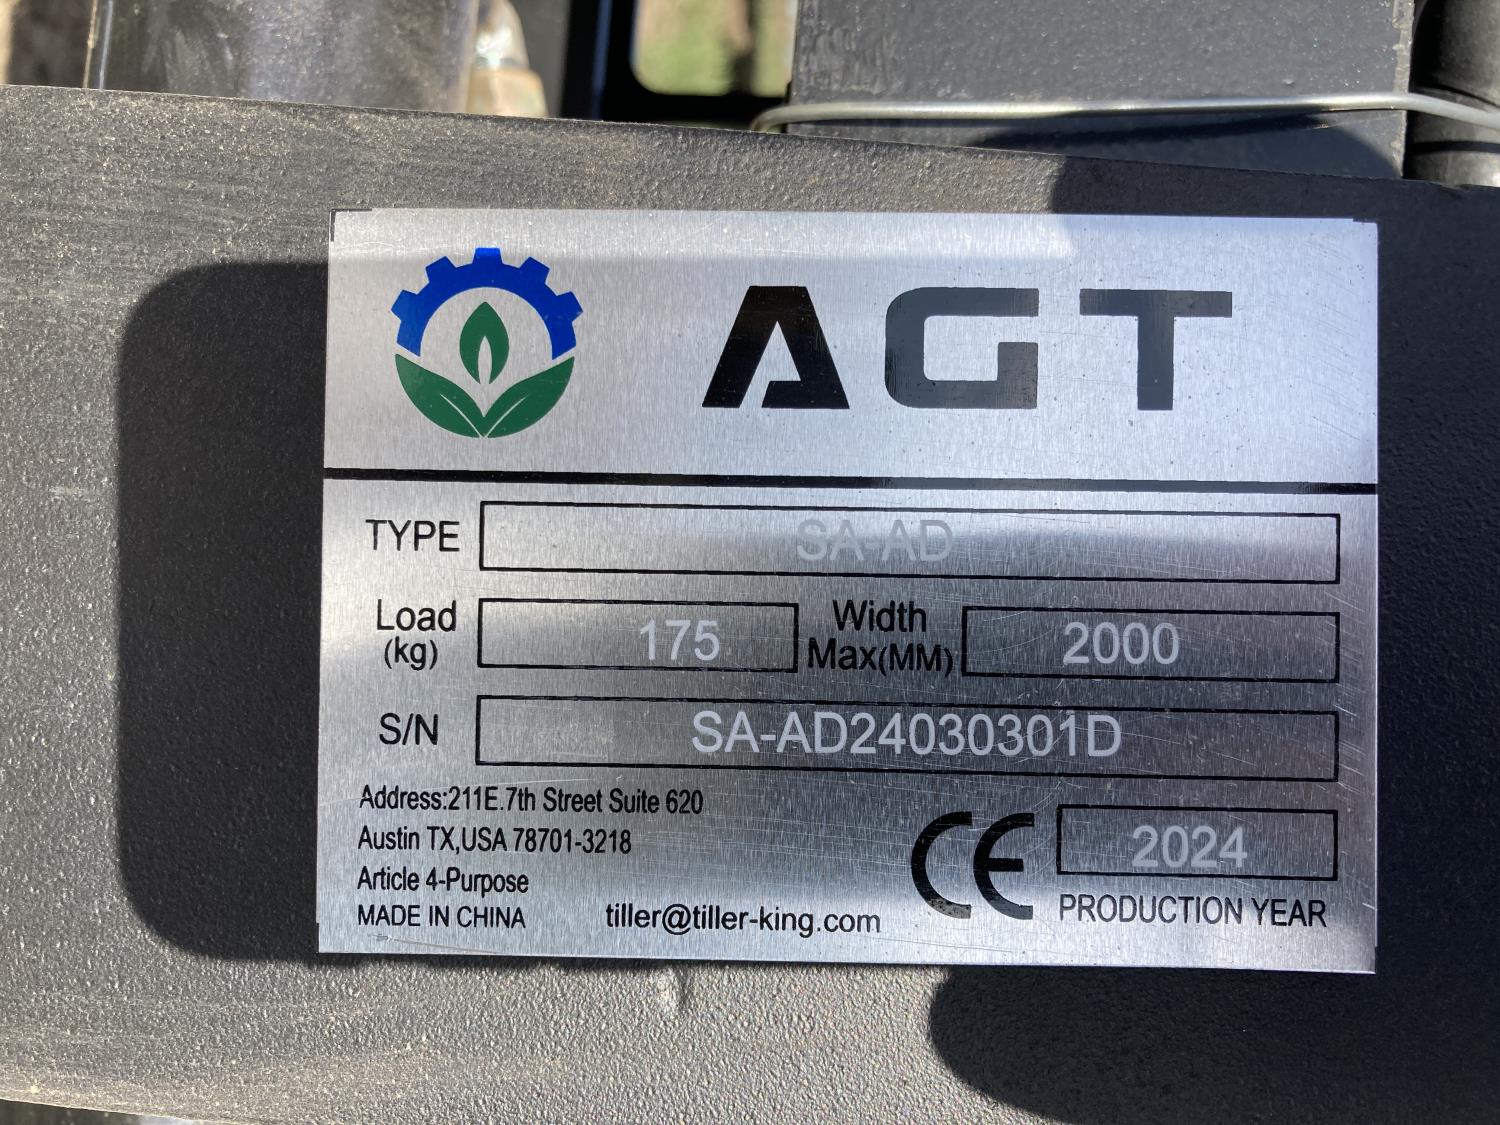 AGT
TYPE SA-AD
Load (kg) 175 Width Max(MM) 2000
S/N SA-AD24030301D
Address:211E.7th Street Suite 620
Austin TX,USA 78701-3218
Article 4-Purpose
MADE IN CHINA tiller@tiller-king.com
CE 2024
PRODUCTION YEAR